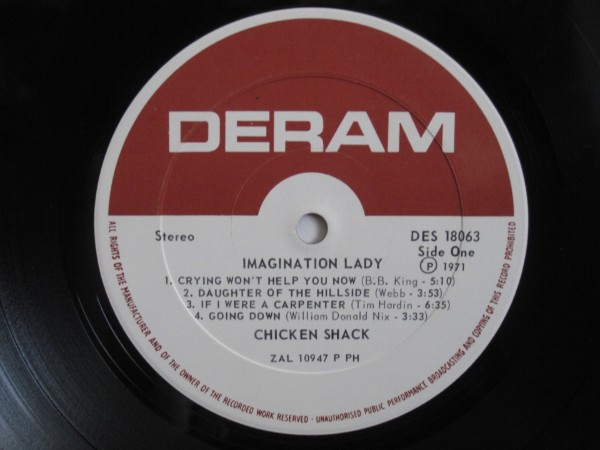 DERAM
Stereo
DES 18063
Side One
Ⓟ 1971
IMAGINATION LADY
1. CRYING WON'T HELP YOU NOW (B.B. King - 5:10)
2. DAUGHTER OF THE HILLSIDE (Webb - 3:53)
3. IF I WERE A CARPENTER (Tim Hardin - 6:35)
4. GOING DOWN (William Donald Nix - 3:33)
CHICKEN SHACK
ZAL 10947 P PH
ALL RIGHTS OF THE MANUFACTURER AND OF THE OWNER OF THE RECORDED WORK RESERVED · UNAUTHORISED PUBLIC PERFORMANCE BROADCASTING AND COPYING OF THIS RECORD PROHIBITED